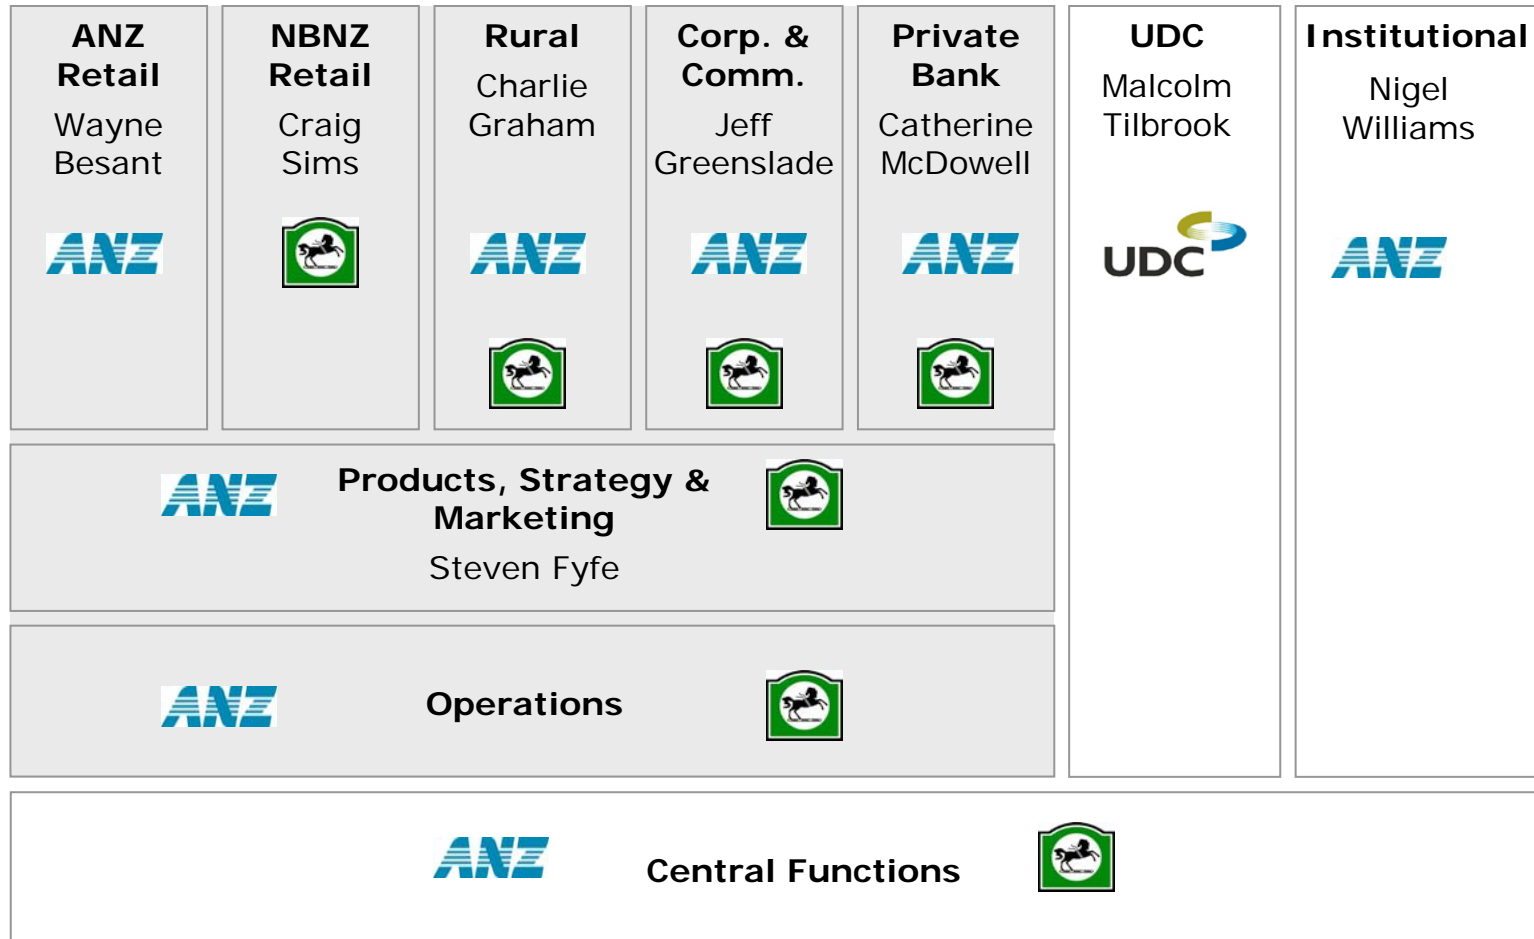 ANZ
Retail
Wayne
Besant
ANZ
NBNZ
Retail
Craig
Sims
Rural
Charlie
Graham
ANZ
Corp. &
Comm.
Jeff
Greenslade
ANZ
Private
Bank
Catherine
McDowell
ANZ
UDC
Malcolm
Tilbrook
UDC
Institutional
Nigel
Williams
ANZ
ANZ
Products, Strategy &
Marketing
Steven Fyfe
ANZ
Operations
ANZ
Central Functions